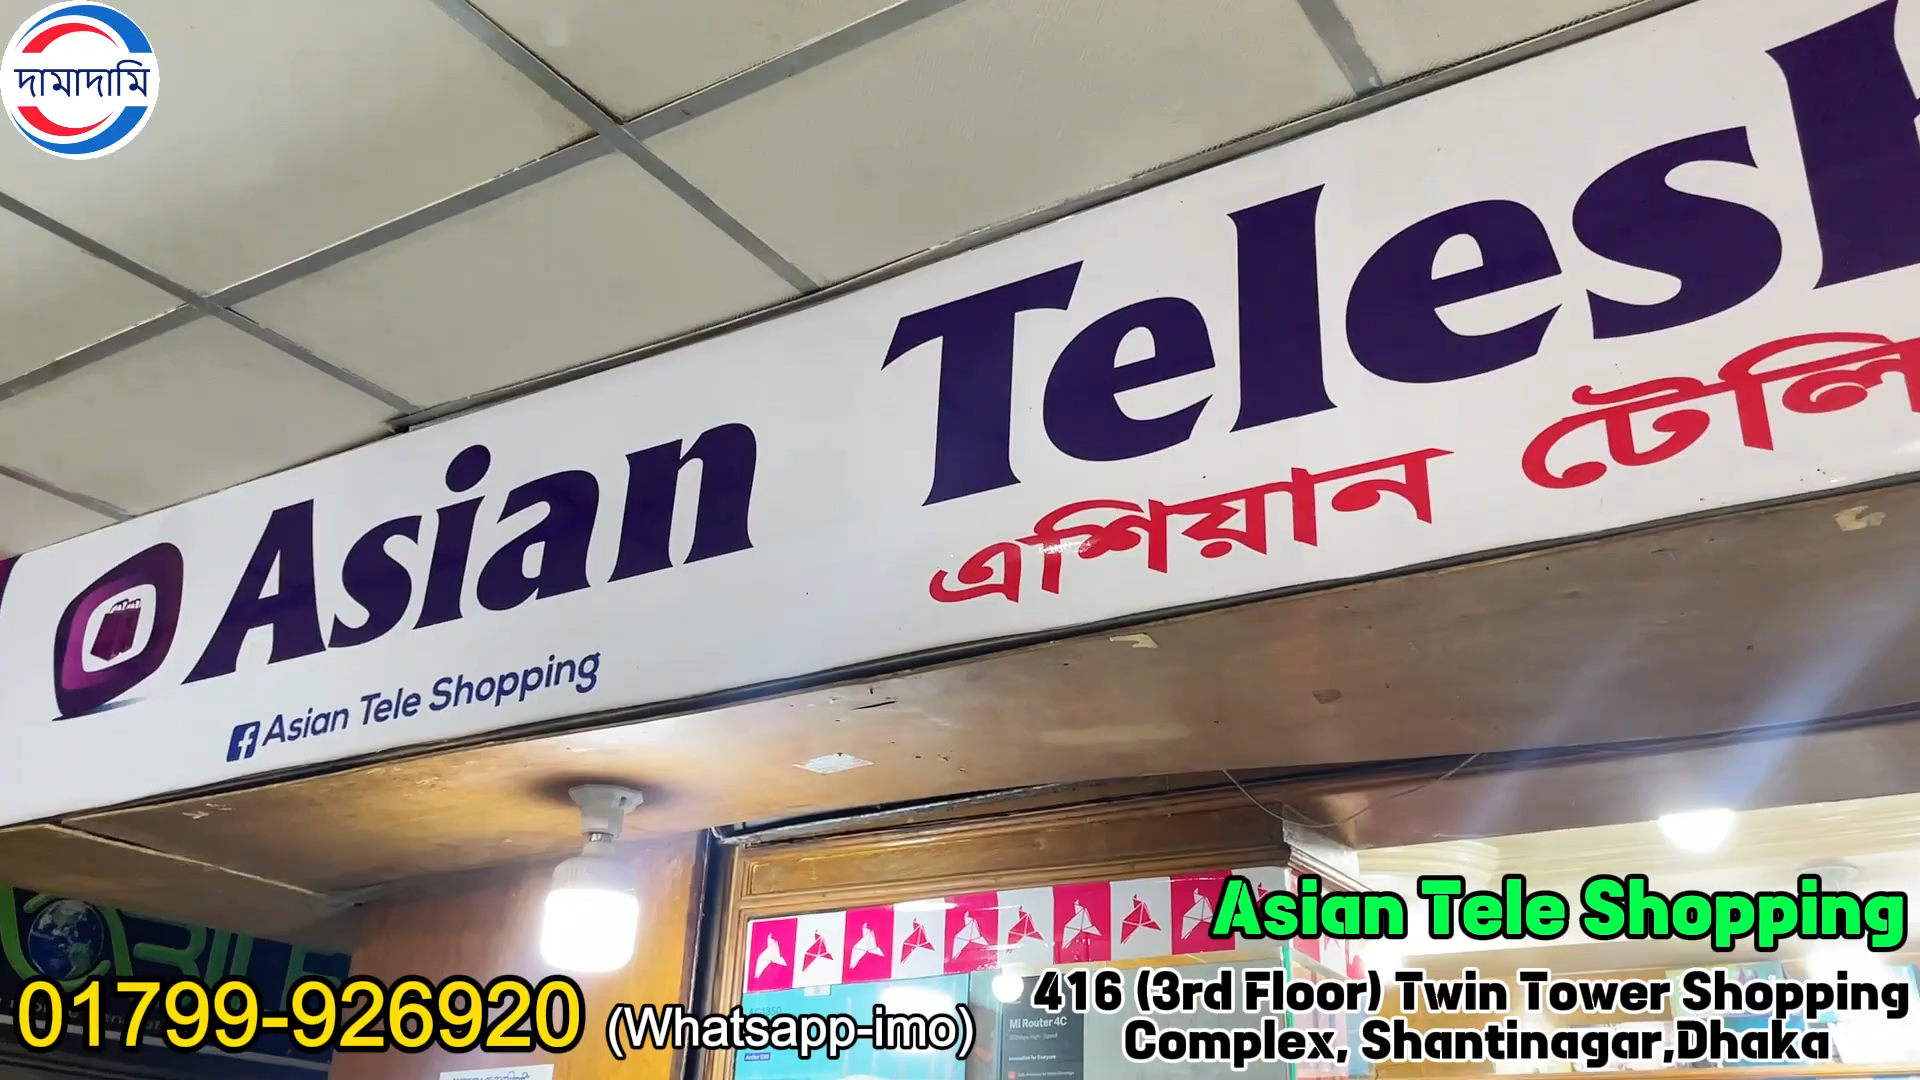 দামাদামি
Asian Telesh
এশিয়ান টেলি
Asian Tele Shopping
Asian Tele Shopping
01799-926920 (Whatsapp-imo)
416 (3rd Floor) Twin Tower Shopping
Complex, Shantinagar,Dhaka
Mi Router 4C